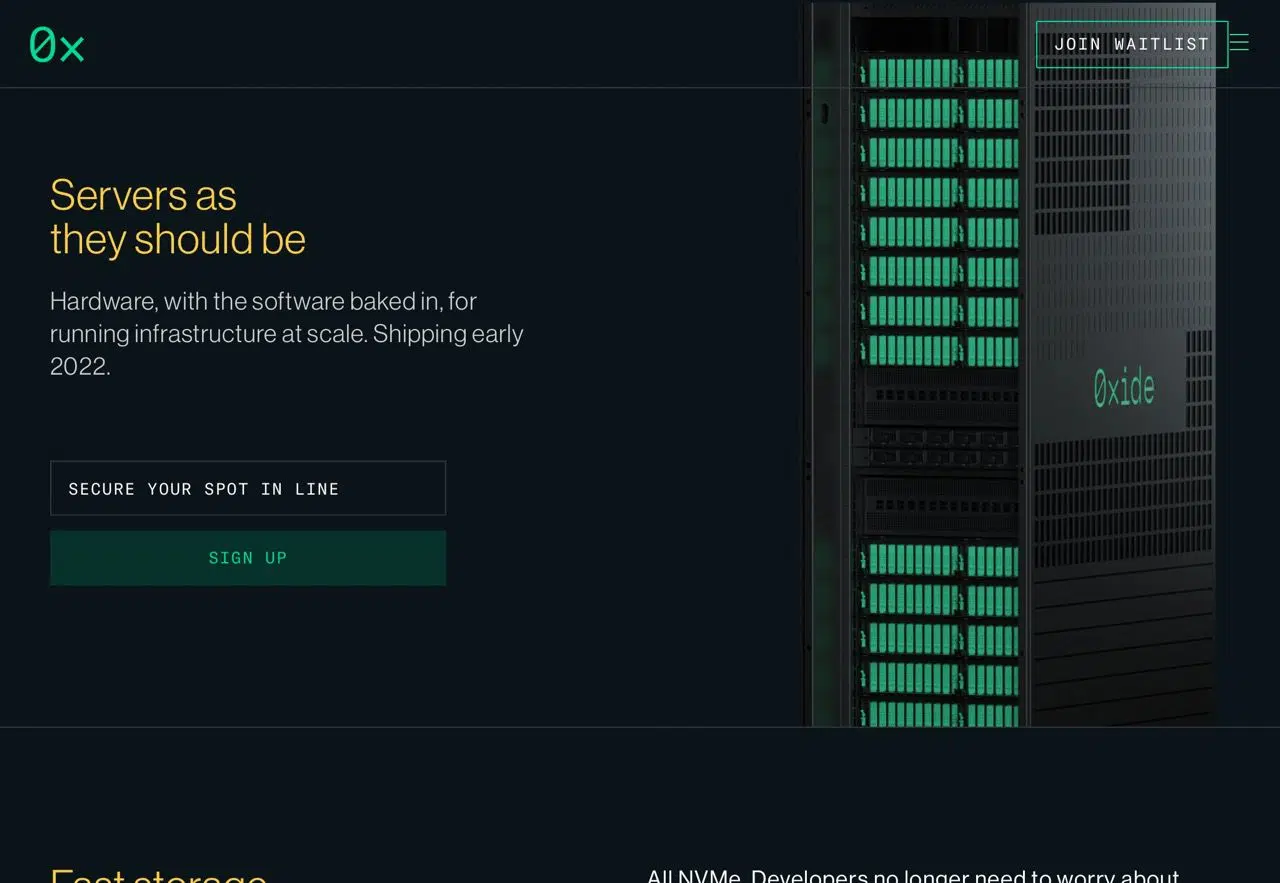 0x
JOIN WAITLIST
Servers as
they should be
Hardware, with the software baked in, for
running infrastructure at scale. Shipping early
2022.
SECURE YOUR SPOT IN LINE
SIGN UP
0xide
Fast storage
All NVMe. Developers no longer need to worry about